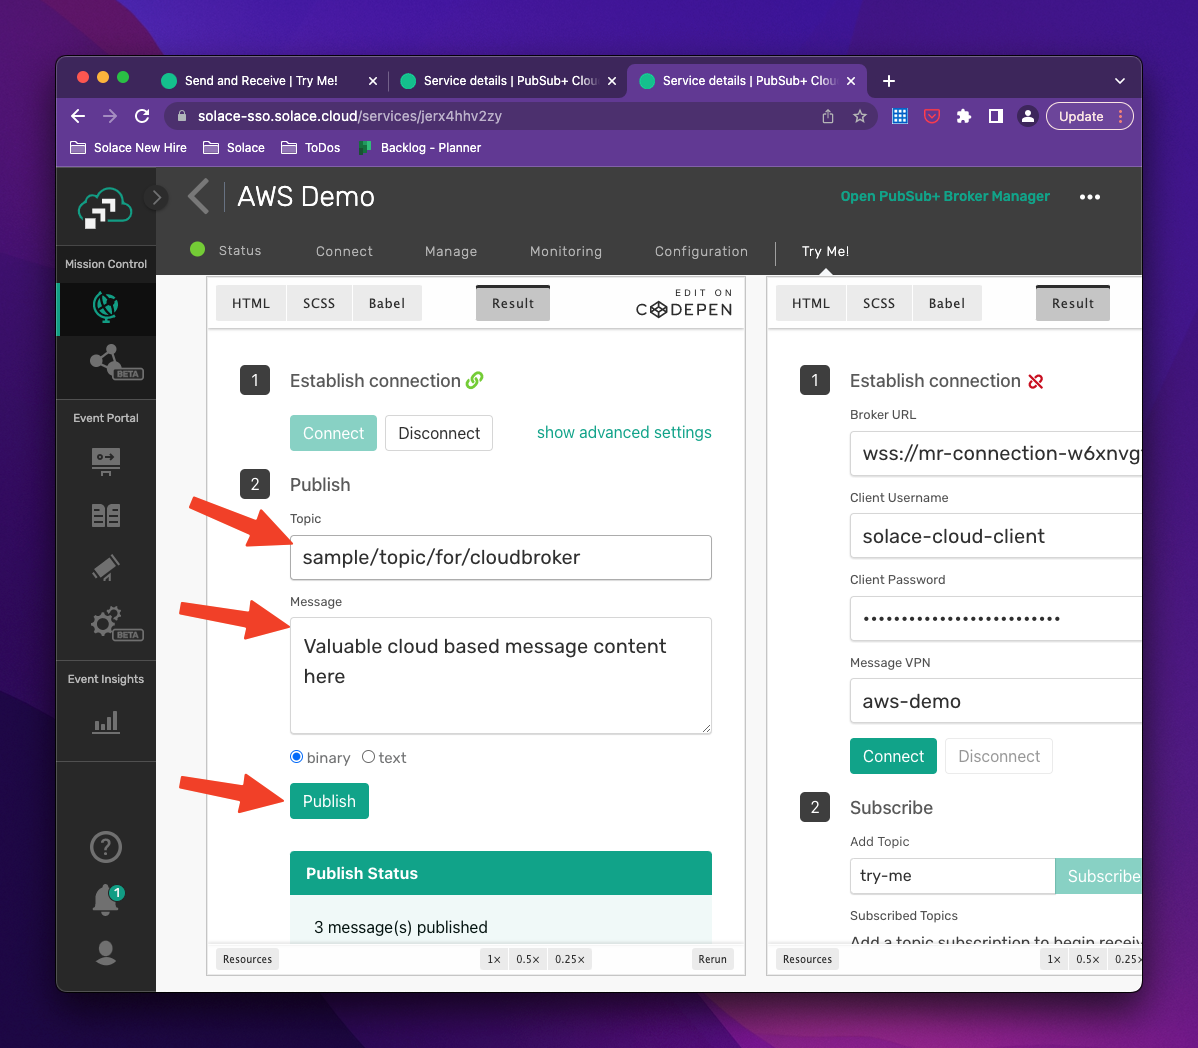 Send and Receive | Try Me!
Service details | PubSub+ Clou
Service details | PubSub+ Clou
solace-sso.solace.cloud/services/jerx4hhv2zy
Update
Solace New Hire
Solace
ToDos
Backlog - Planner
AWS Demo
Open PubSub+ Broker Manager
Status
Connect
Manage
Monitoring
Configuration
Try Me!
Mission Control
BETA
Event Portal
BETA
Event Insights
1
HTML
SCSS
Babel
Result
EDIT ON
CODEPEN
1
Establish connection
Connect
Disconnect
show advanced settings
2
Publish
Topic
sample/topic/for/cloudbroker
Message
Valuable cloud based message content
here
binary
text
Publish
Publish Status
3 message(s) published
Resources
1×
0.5×
0.25×
Rerun
HTML
SCSS
Babel
Result
1
Establish connection
Broker URL
wss://mr-connection-w6xnvg
Client Username
solace-cloud-client
Client Password
••••••••••••••••••••••••••
Message VPN
aws-demo
Connect
Disconnect
2
Subscribe
Add Topic
try-me
Subscribe
Subscribed Topics
Add a topic subscription to begin receiv
Resources
1×
0.5×
0.25×